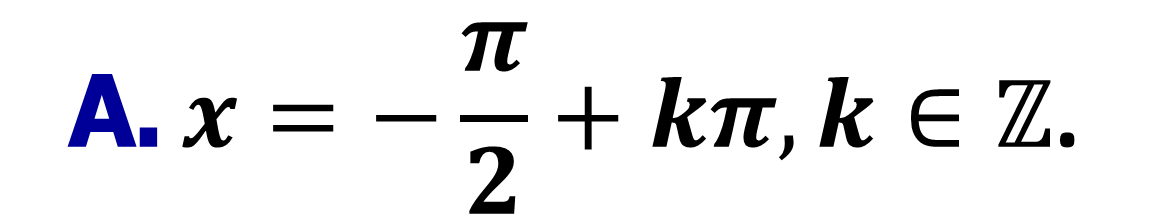 A. x = −π/2 + kπ, k ∈ ℤ.